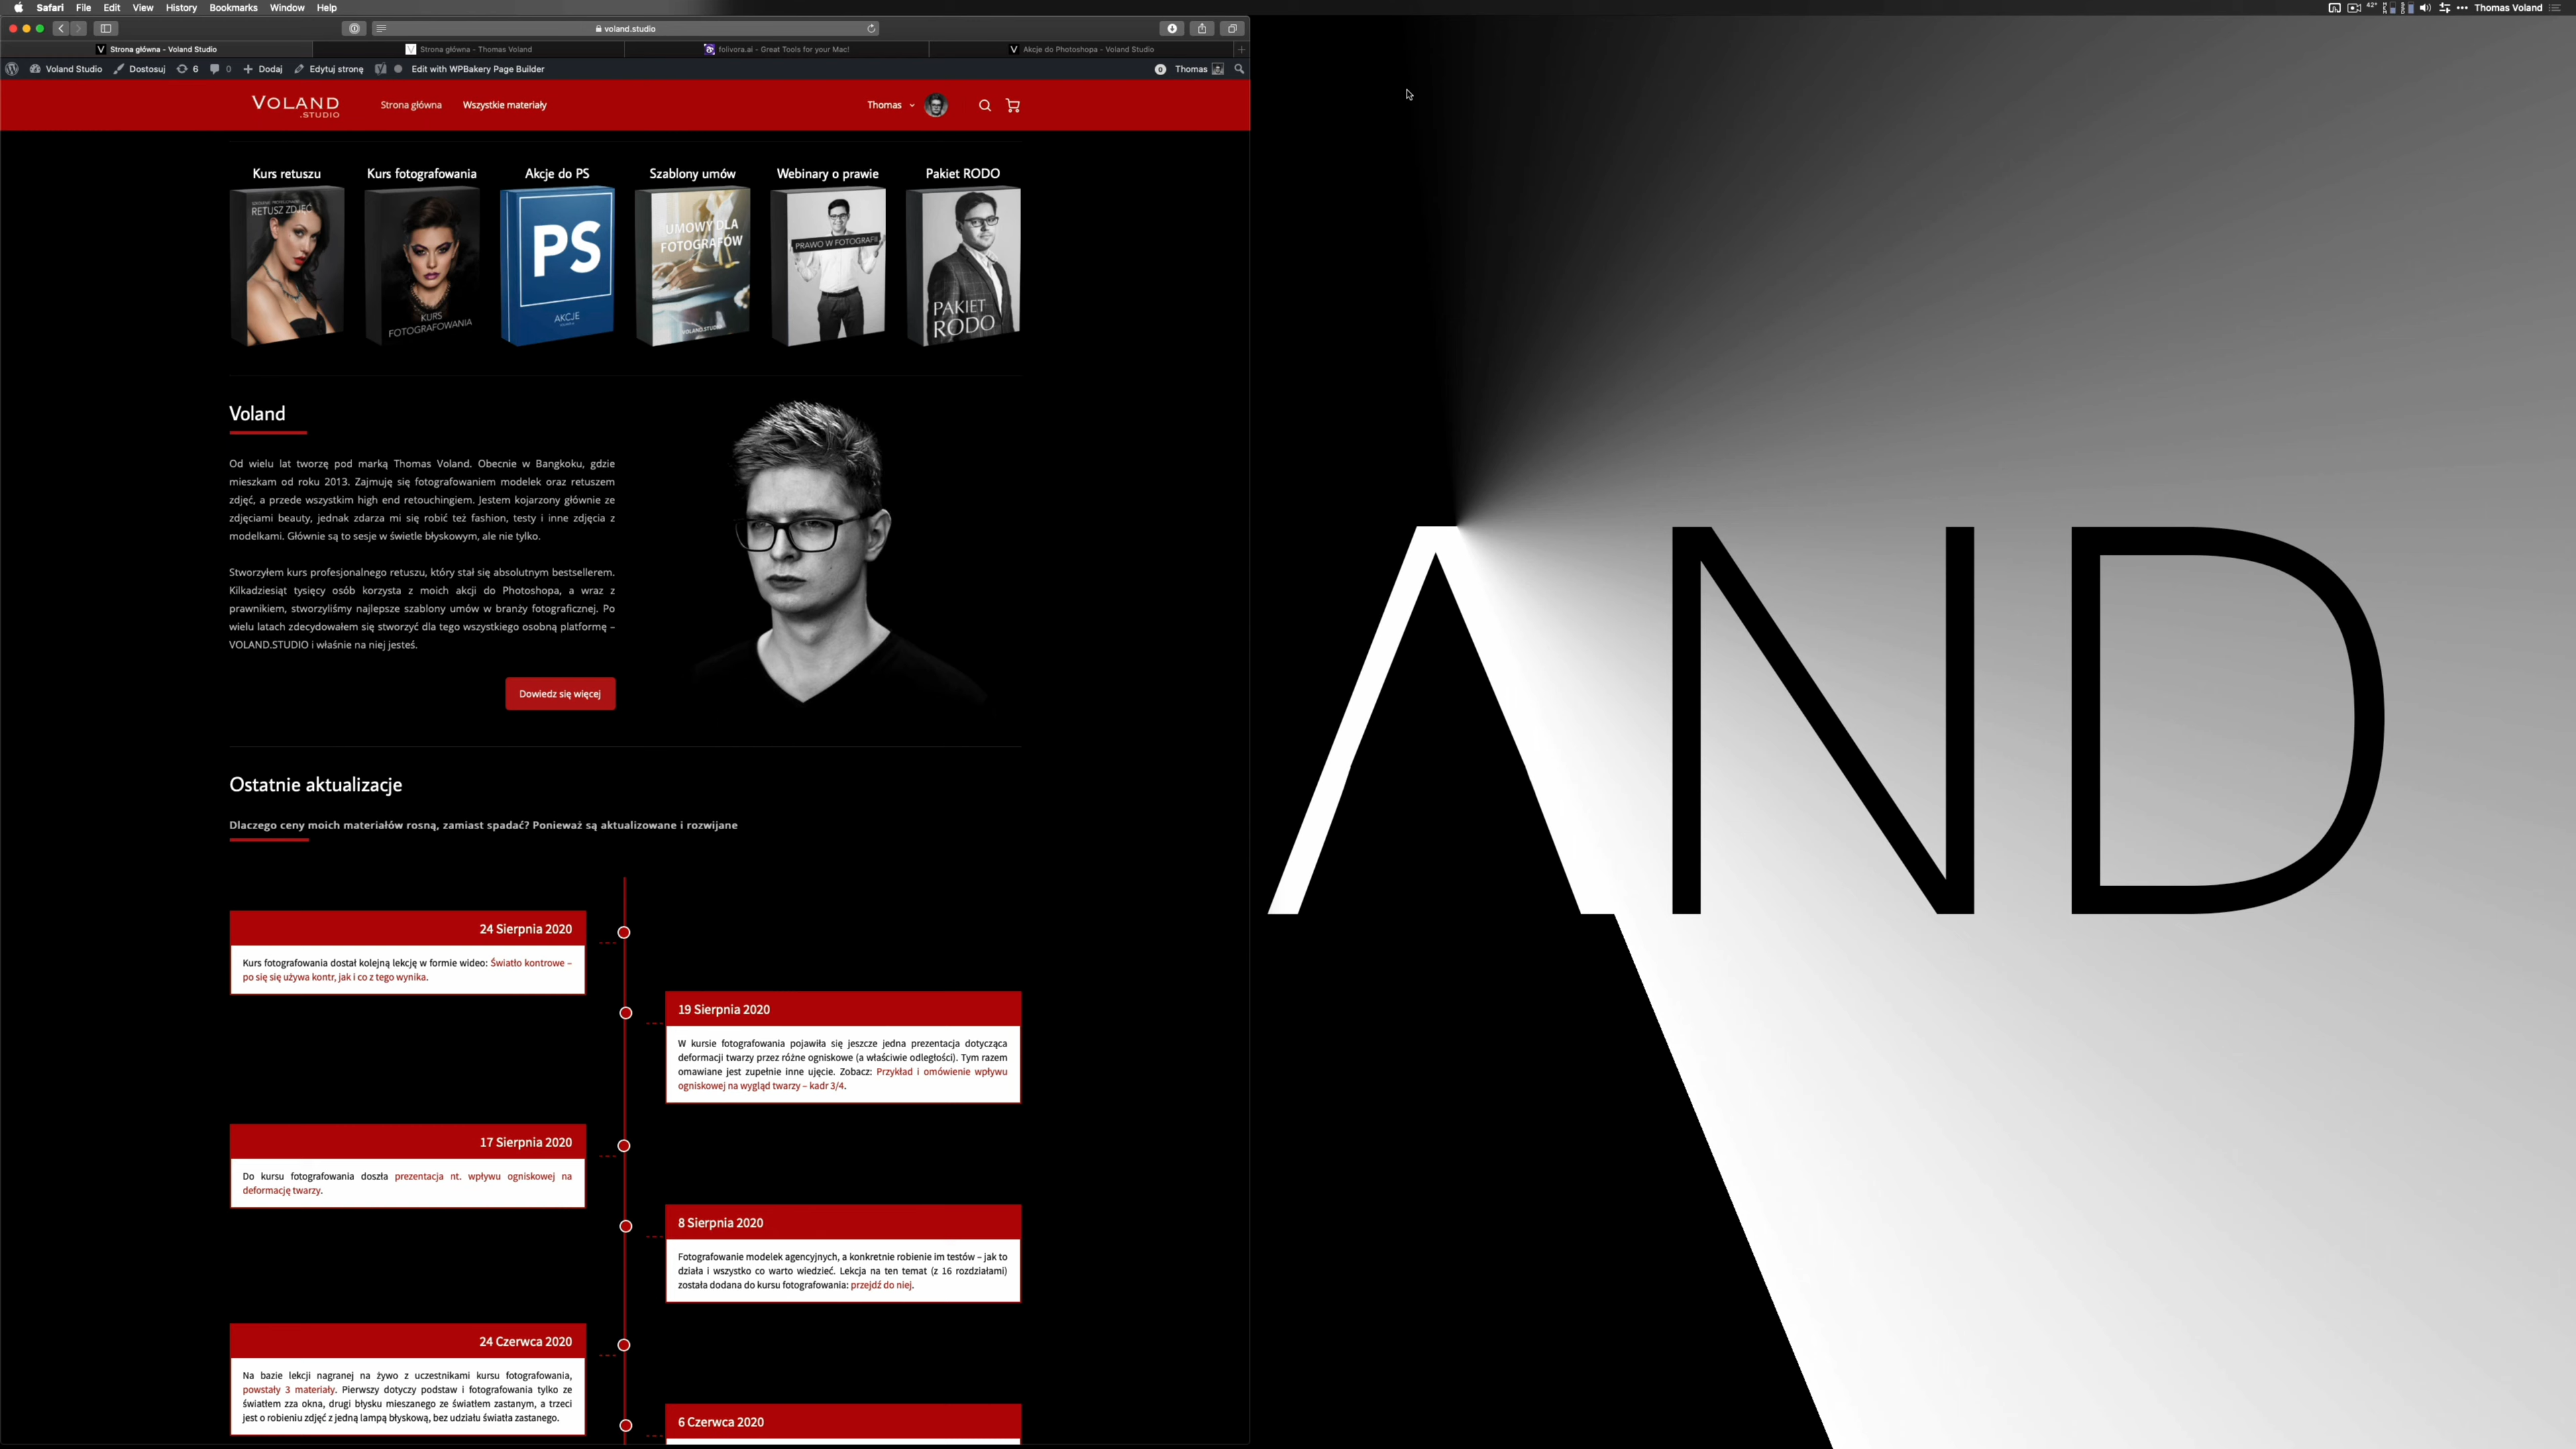 Safari File Edit View History Bookmarks Window Help
42° Thomas Voland
voland.studio
Strona główna - Voland Studio
Strona główna - Thomas Voland
folivora.ai - Great Tools for your Mac!
Akcje do Photoshopa - Voland Studio
Voland Studio Dostosuj 6 0 Dodaj Edytuj stronę Edit with WPBakery Page Builder
0 Thomas
VOLAND
.STUDIO
Strona główna Wszystkie materiały
Thomas
Kurs retuszu Kurs fotografowania Akcje do PS Szablony umów Webinary o prawie Pakiet RODO
RETUSZ ZDJĘĆ
KURS
FOTOGRAFOWANIA
PS
AKCJE
UMOWY DLA
FOTOGRAFÓW
VOLAND.STUDIO
PRAWO W FOTOGRAFII
PAKIET
RODO
Voland
Od wielu lat tworzę pod marką Thomas Voland. Obecnie w Bangkoku, gdzie
mieszkam od roku 2013. Zajmuję się fotografowaniem modelek oraz retuszem
zdjęć, a przede wszystkim high end retouchingiem. Jestem kojarzony głównie ze
zdjęciami beauty, jednak zdarza mi się robić też fashion, testy i inne zdjęcia z
modelkami. Głównie są to sesje w świetle błyskowym, ale nie tylko.
Stworzyłem kurs profesjonalnego retuszu, który stał się absolutnym bestsellerem.
Kilkadziesiąt tysięcy osób korzysta z moich akcji do Photoshopa, a wraz z
prawnikiem, stworzyliśmy najlepsze szablony umów w branży fotograficznej. Po
wielu latach zdecydowałem się stworzyć dla tego wszystkiego osobną platformę –
VOLAND.STUDIO i właśnie na niej jesteś.
Dowiedz się więcej
Ostatnie aktualizacje
Dlaczego ceny moich materiałów rosną, zamiast spadać? Ponieważ są aktualizowane i rozwijane
24 Sierpnia 2020
Kurs fotografowania dostał kolejną lekcję w formie wideo: Światło kontrowe –
po się się używa kontr, jak i co z tego wynika.
19 Sierpnia 2020
W kursie fotografowania pojawiła się jeszcze jedna prezentacja dotycząca
deformacji twarzy przez różne ogniskowe (a właściwie odległości). Tym razem
omawiane jest zupełnie inne ujęcie. Zobacz: Przykład i omówienie wpływu
ogniskowej na wygląd twarzy – kadr 3/4.
17 Sierpnia 2020
Do kursu fotografowania doszła prezentacja nt. wpływu ogniskowej na
deformację twarzy.
8 Sierpnia 2020
Fotografowanie modelek agencyjnych, a konkretnie robienie im testów – jak to
działa i wszystko co warto wiedzieć. Lekcja na ten temat (z 16 rozdziałami)
została dodana do kursu fotografowania: przejdź do niej.
24 Czerwca 2020
Na bazie lekcji nagranej na żywo z uczestnikami kursu fotografowania,
powstały 3 materiały. Pierwszy dotyczy podstaw i fotografowania tylko ze
światłem zza okna, drugi błysku mieszanego ze światłem zastanym, a trzeci
jest o robieniu zdjęć z jedną lampą błyskową, bez udziału światła zastanego.
6 Czerwca 2020
AND